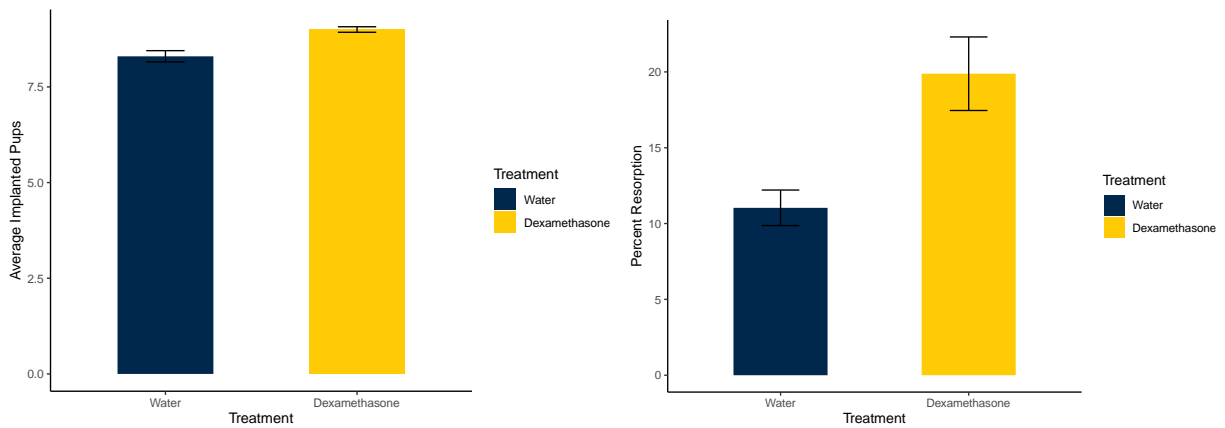 Average Implanted Pups
7.5
5.0
2.5
0.0
Water
Dexamethasone
Treatment
Treatment
Water
Dexamethasone
Percent Resorption
20
15
10
5
0
Water
Dexamethasone
Treatment
Treatment
Water
Dexamethasone